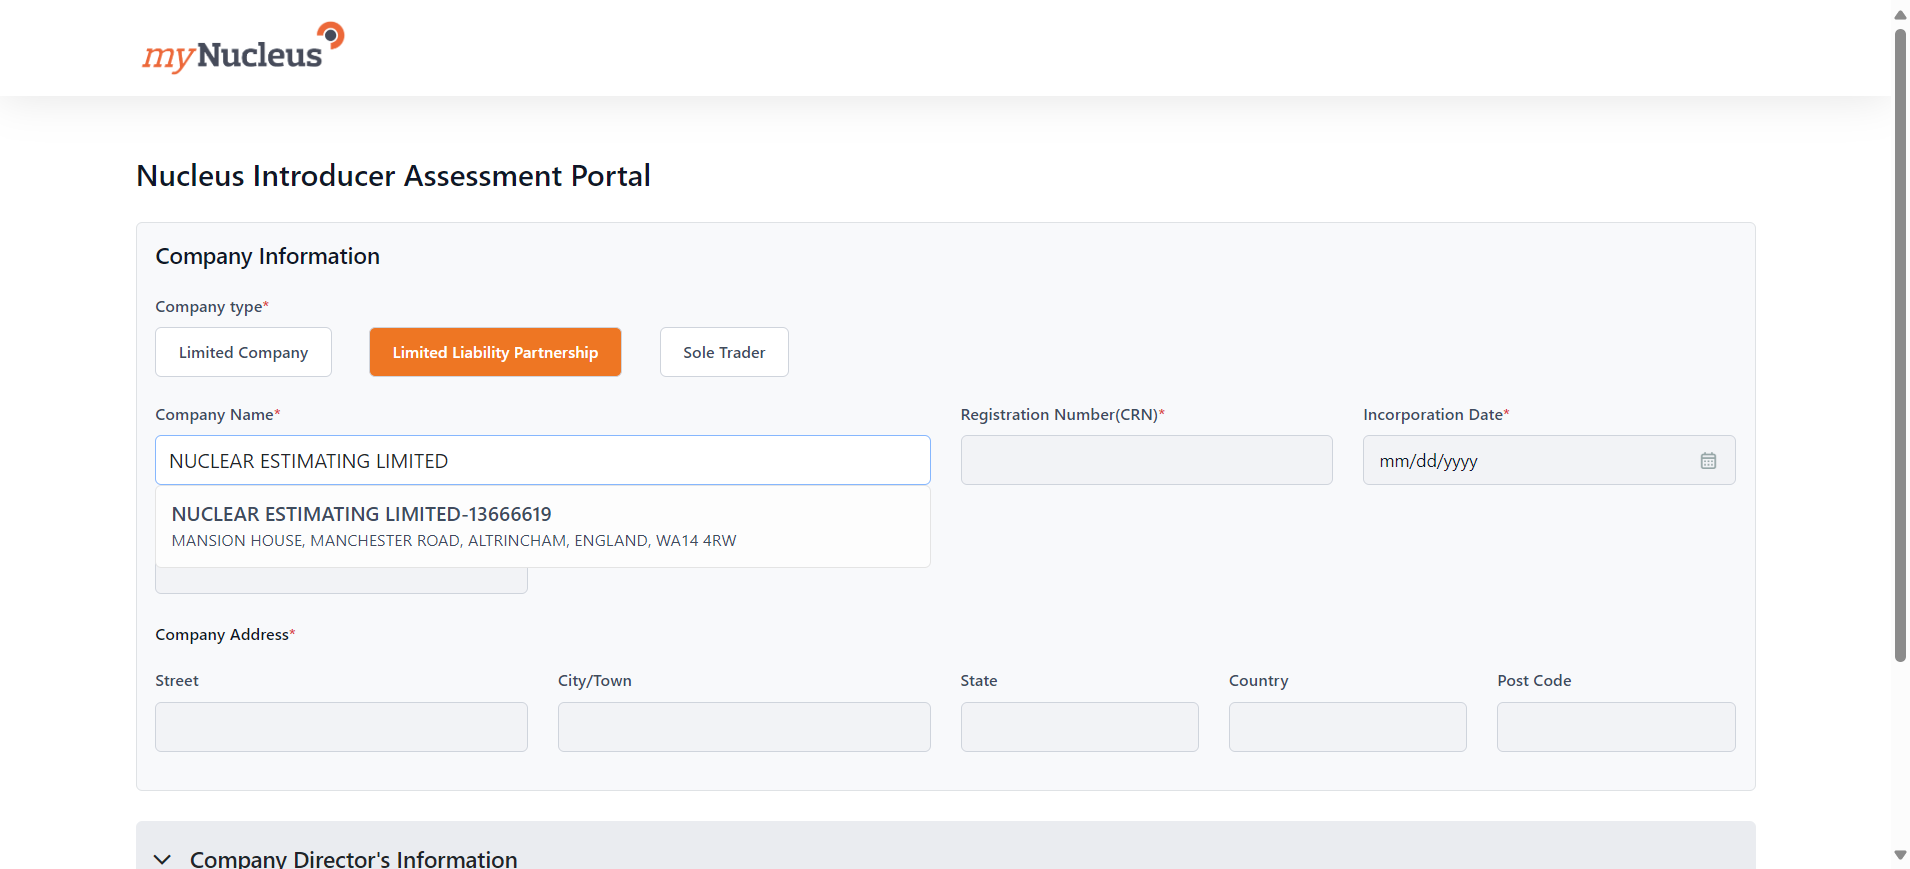 myNucleus
Nucleus Introducer Assessment Portal
Company Information
Company type*
Limited Company
Limited Liability Partnership
Sole Trader
Company Name*
Registration Number(CRN)*
Incorporation Date*
NUCLEAR ESTIMATING LIMITED
mm/dd/yyyy
NUCLEAR ESTIMATING LIMITED-13666619
MANSION HOUSE, MANCHESTER ROAD, ALTRINCHAM, ENGLAND, WA14 4RW
Company Address*
Street
City/Town
State
Country
Post Code
Company Director's Information